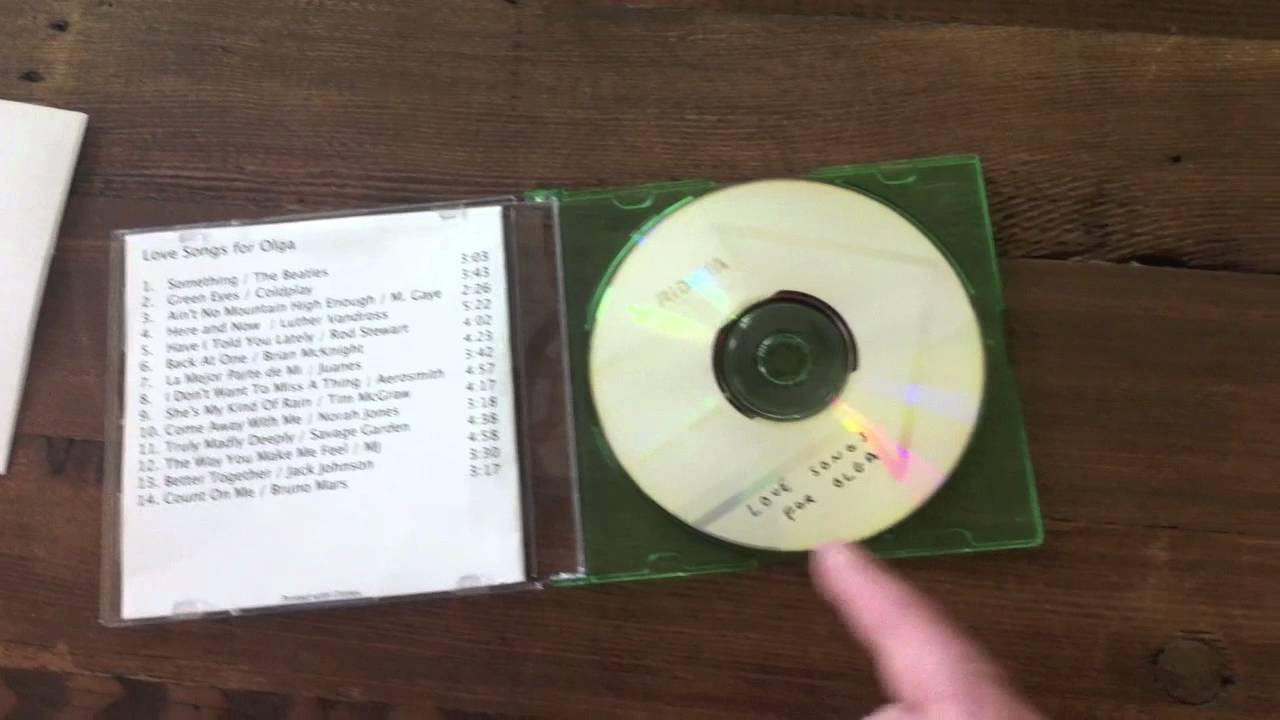 Love Songs for Olga
1. Something / The Beatles 3:03
2. Green Eyes / Coldplay 3:43
3. Ain't No Mountain High Enough / M. Gaye 2:26
4. Here and Now / Luther Vandross 5:22
5. Have I Told You Lately / Rod Stewart 4:02
6. Back At One / Brian McKnight 4:23
7. La Mejor Parte de Mi / Juanes 3:42
8. I Don't Want To Miss A Thing / Aerosmith 4:57
9. She's My Kind Of Rain / Tim McGraw 4:17
10. Come Away With Me / Norah Jones 3:18
11. Truly Madly Deeply / Savage Garden 4:38
12. The Way You Make Me Feel / MJ 4:58
13. Better Together / Jack Johnson 3:30
14. Count On Me / Bruno Mars 3:17
LOVE SONGS
FOR OLGA